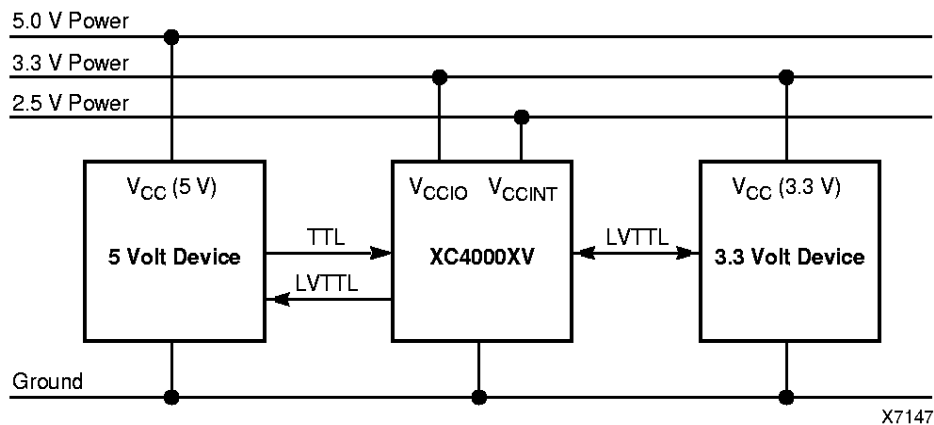 5.0 V Power
3.3 V Power
2.5 V Power
VCC (5 V)
VCCIO
VCCINT
VCC (3.3 V)
TTL
LVTTL
5 Volt Device
XC4000XV
3.3 Volt Device
LVTTL
Ground
X7147